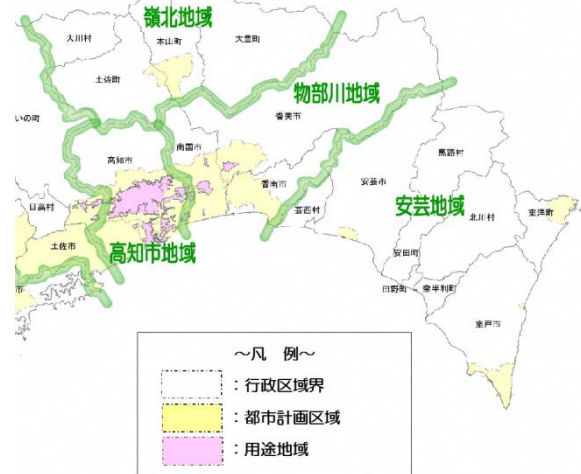 嶺北地域
大川村
本山町
大豊町
土佐町
物部川地域
いの町
香美市
南国市
高知市
馬路村
香南市
安芸市
日高村
芸西村
安芸地域
北川村
東洋町
土佐市
高知市地域
安田町
市
田野町
奈半利町
室戸市
~凡 例~
:行政区域界
:都市計画区域
:用途地域